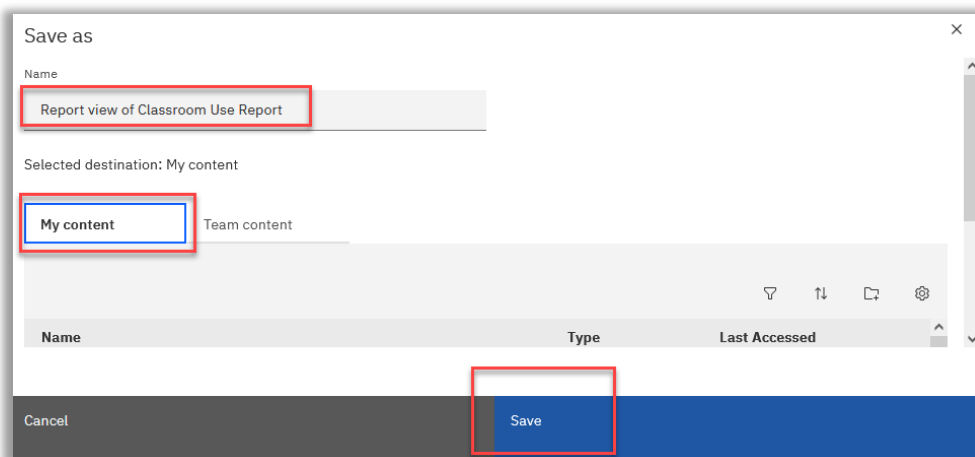 Save as
Name
Report view of Classroom Use Report
Selected destination: My content
My content Team content
Name Type Last Accessed
Cancel Save